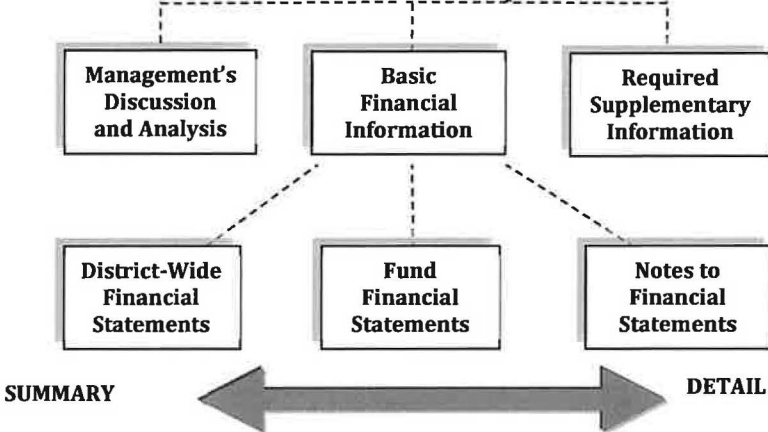 Management's
Discussion
and Analysis
Basic
Financial
Information
Required
Supplementary
Information
District-Wide
Financial
Statements
Fund
Financial
Statements
Notes to
Financial
Statements
SUMMARY
DETAIL